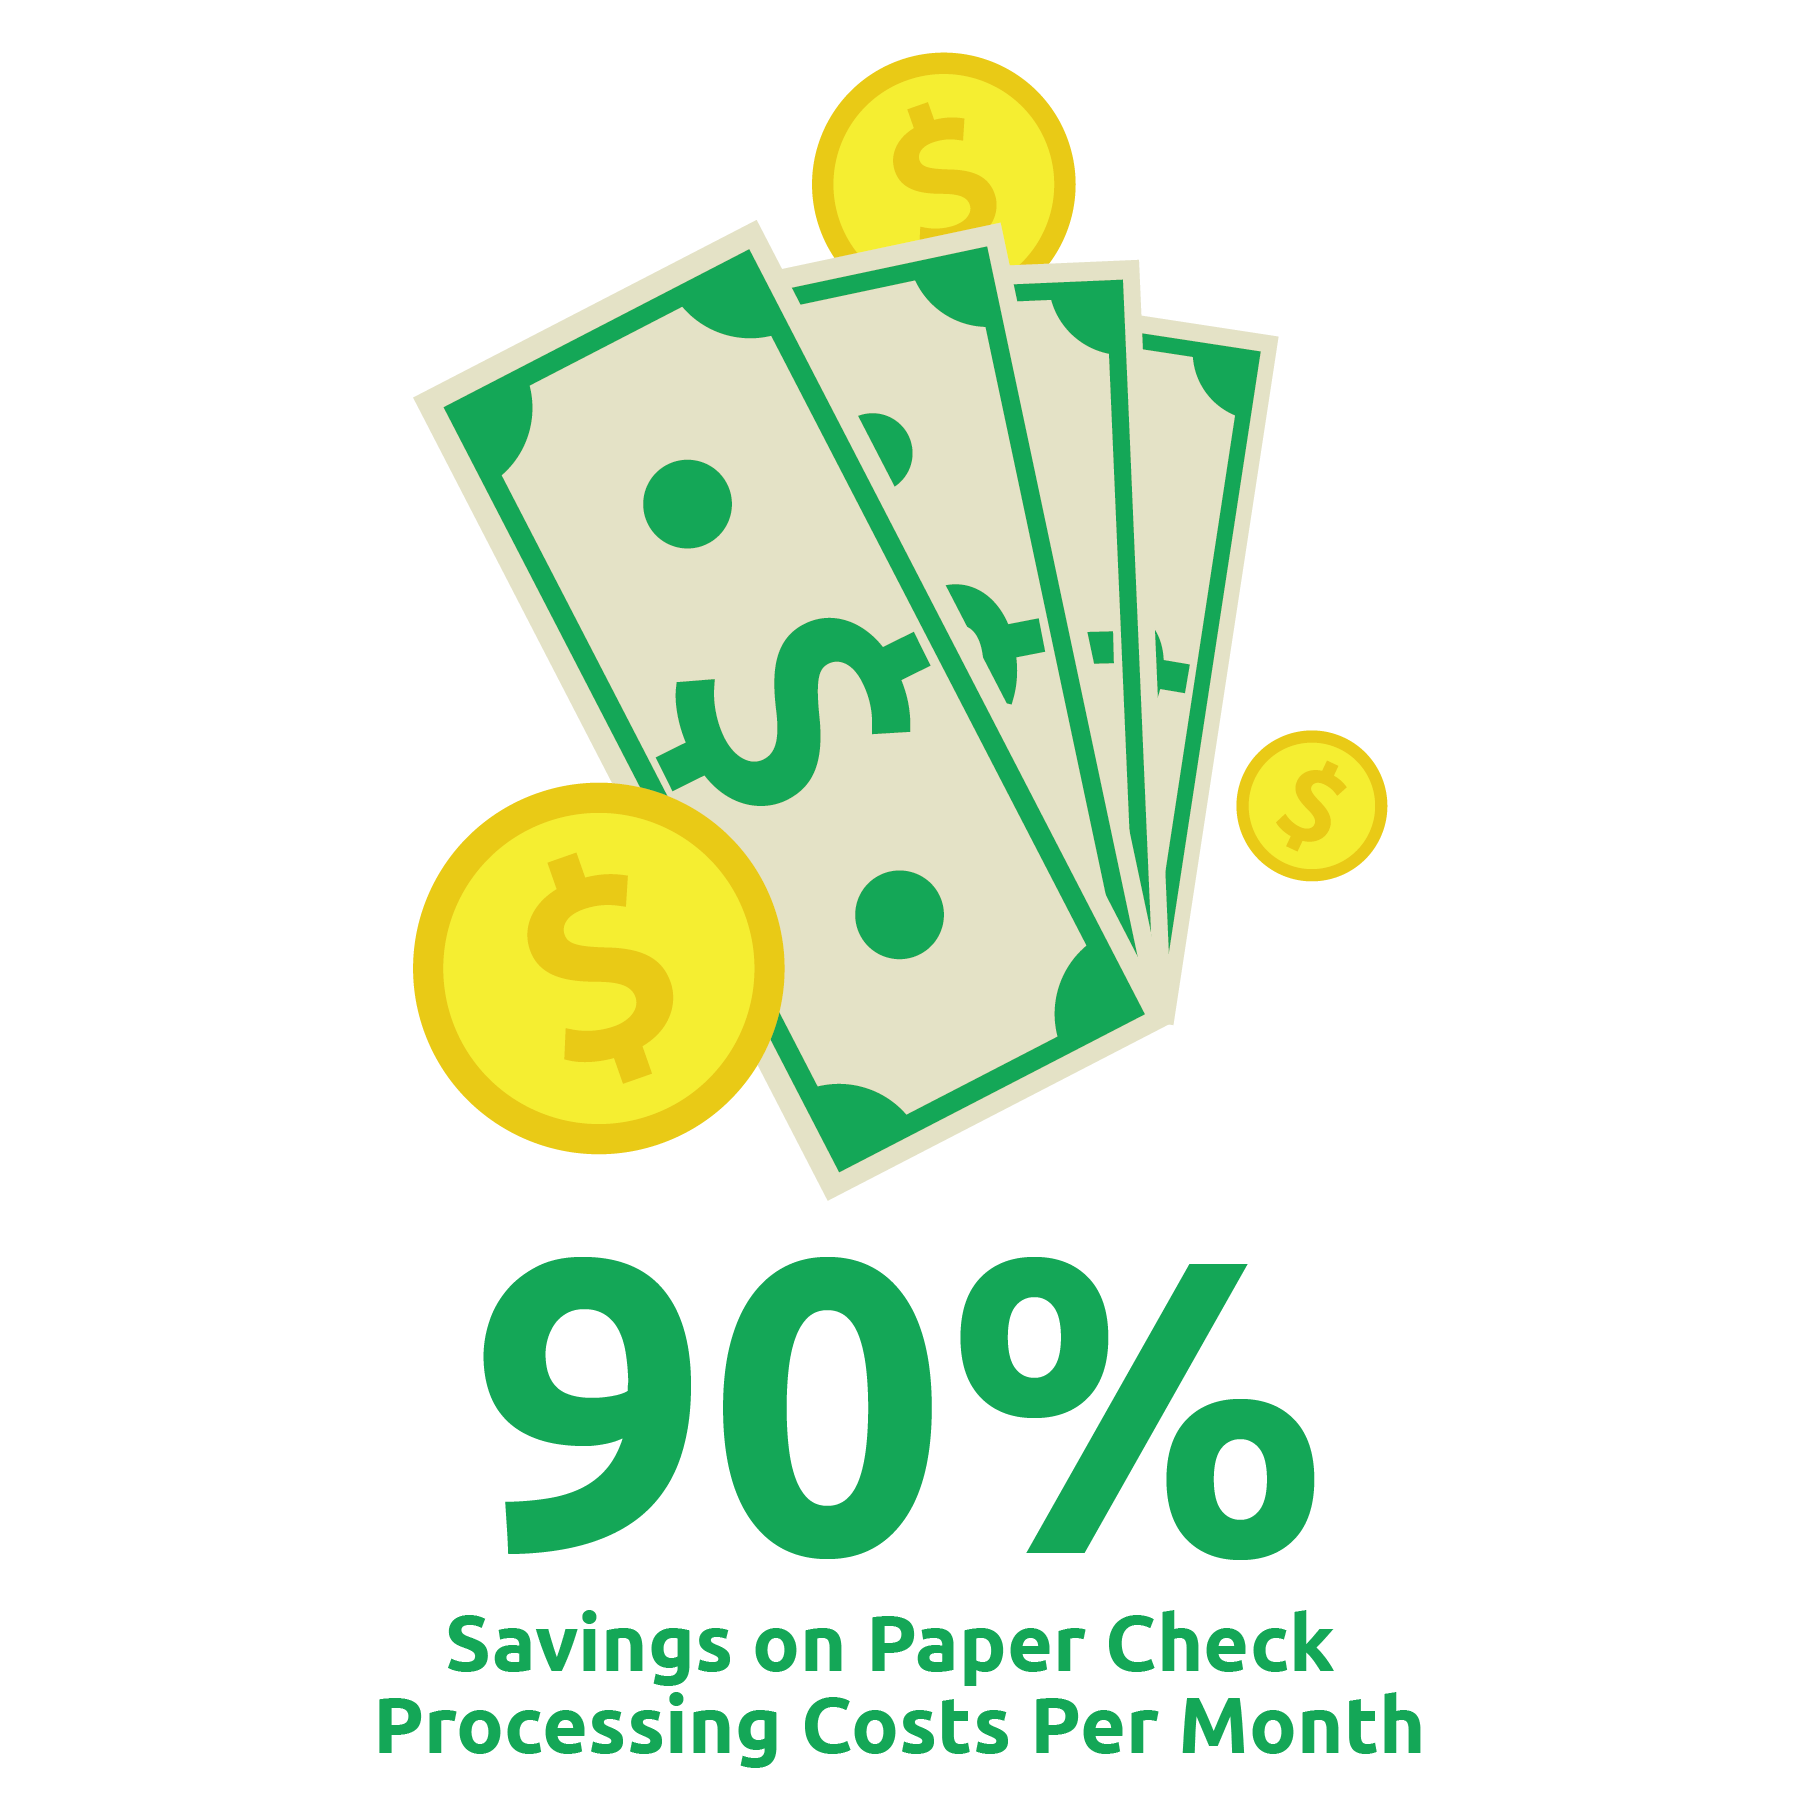 $
$
$
$
90%
Savings on Paper Check
Processing Costs Per Month